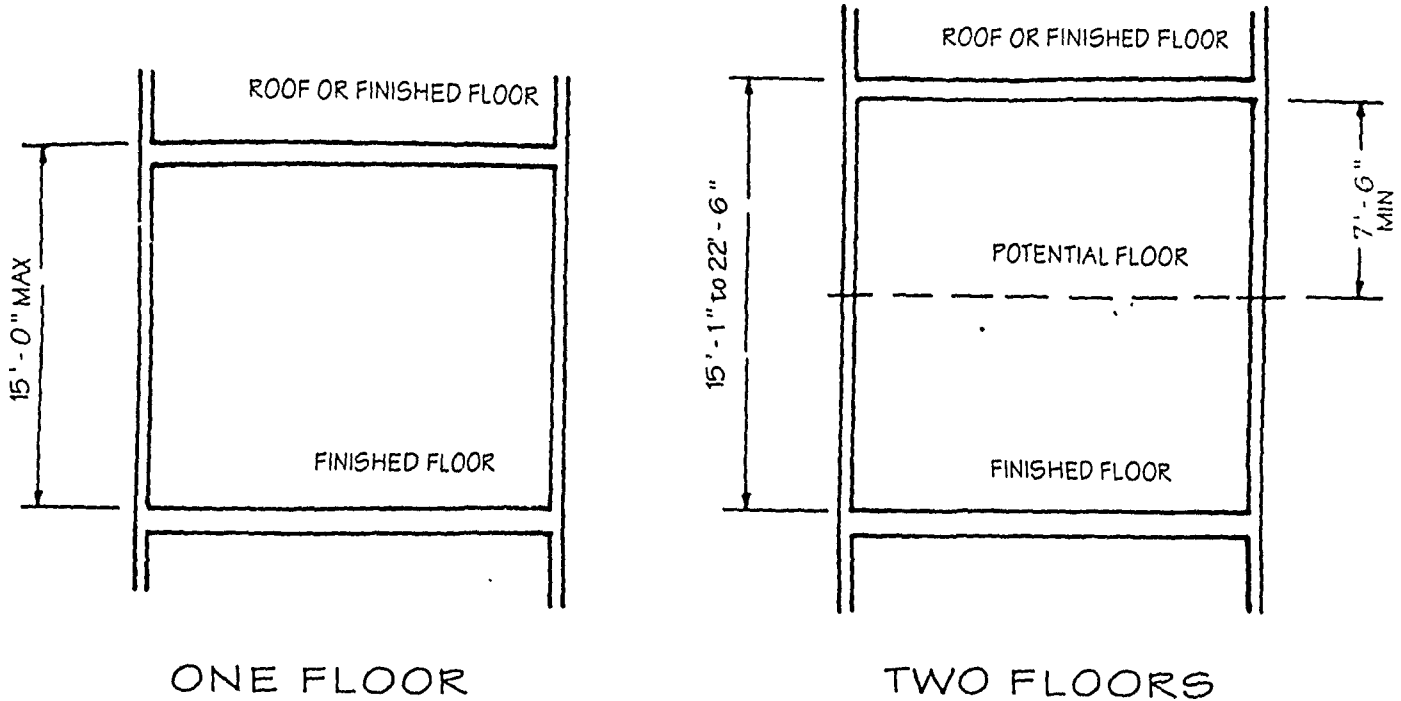 ROOF OR FINISHED FLOOR
15'-0" MAX
FINISHED FLOOR
ONE FLOOR
ROOF OR FINISHED FLOOR
15'-1" to 22'-6"
7'-6"
MIN
POTENTIAL FLOOR
FINISHED FLOOR
TWO FLOORS